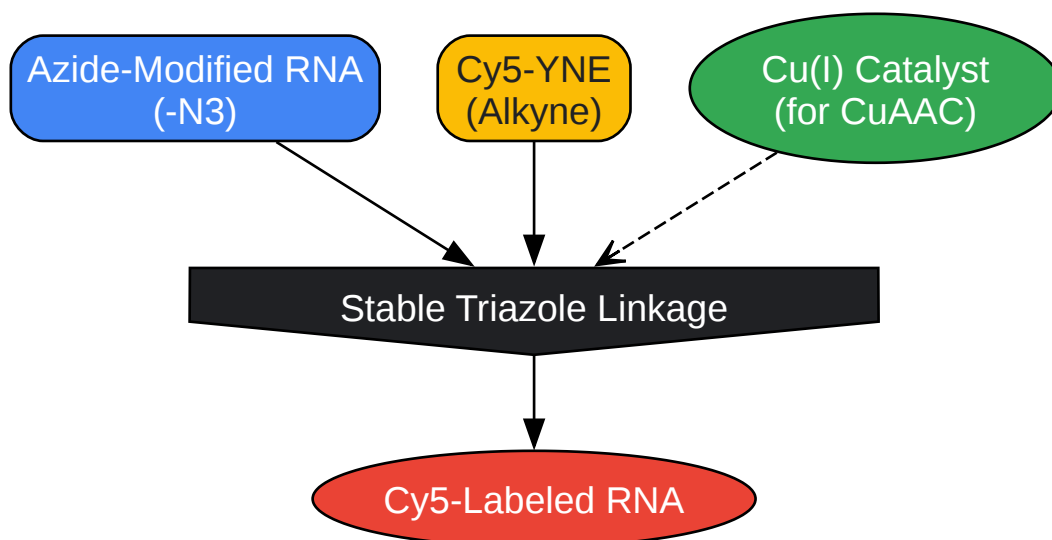 Azide-Modified RNA
(-N3)
Cy5-YNE
(Alkyne)
Cu(I) Catalyst
(for CuAAC)
Stable Triazole Linkage
Cy5-Labeled RNA